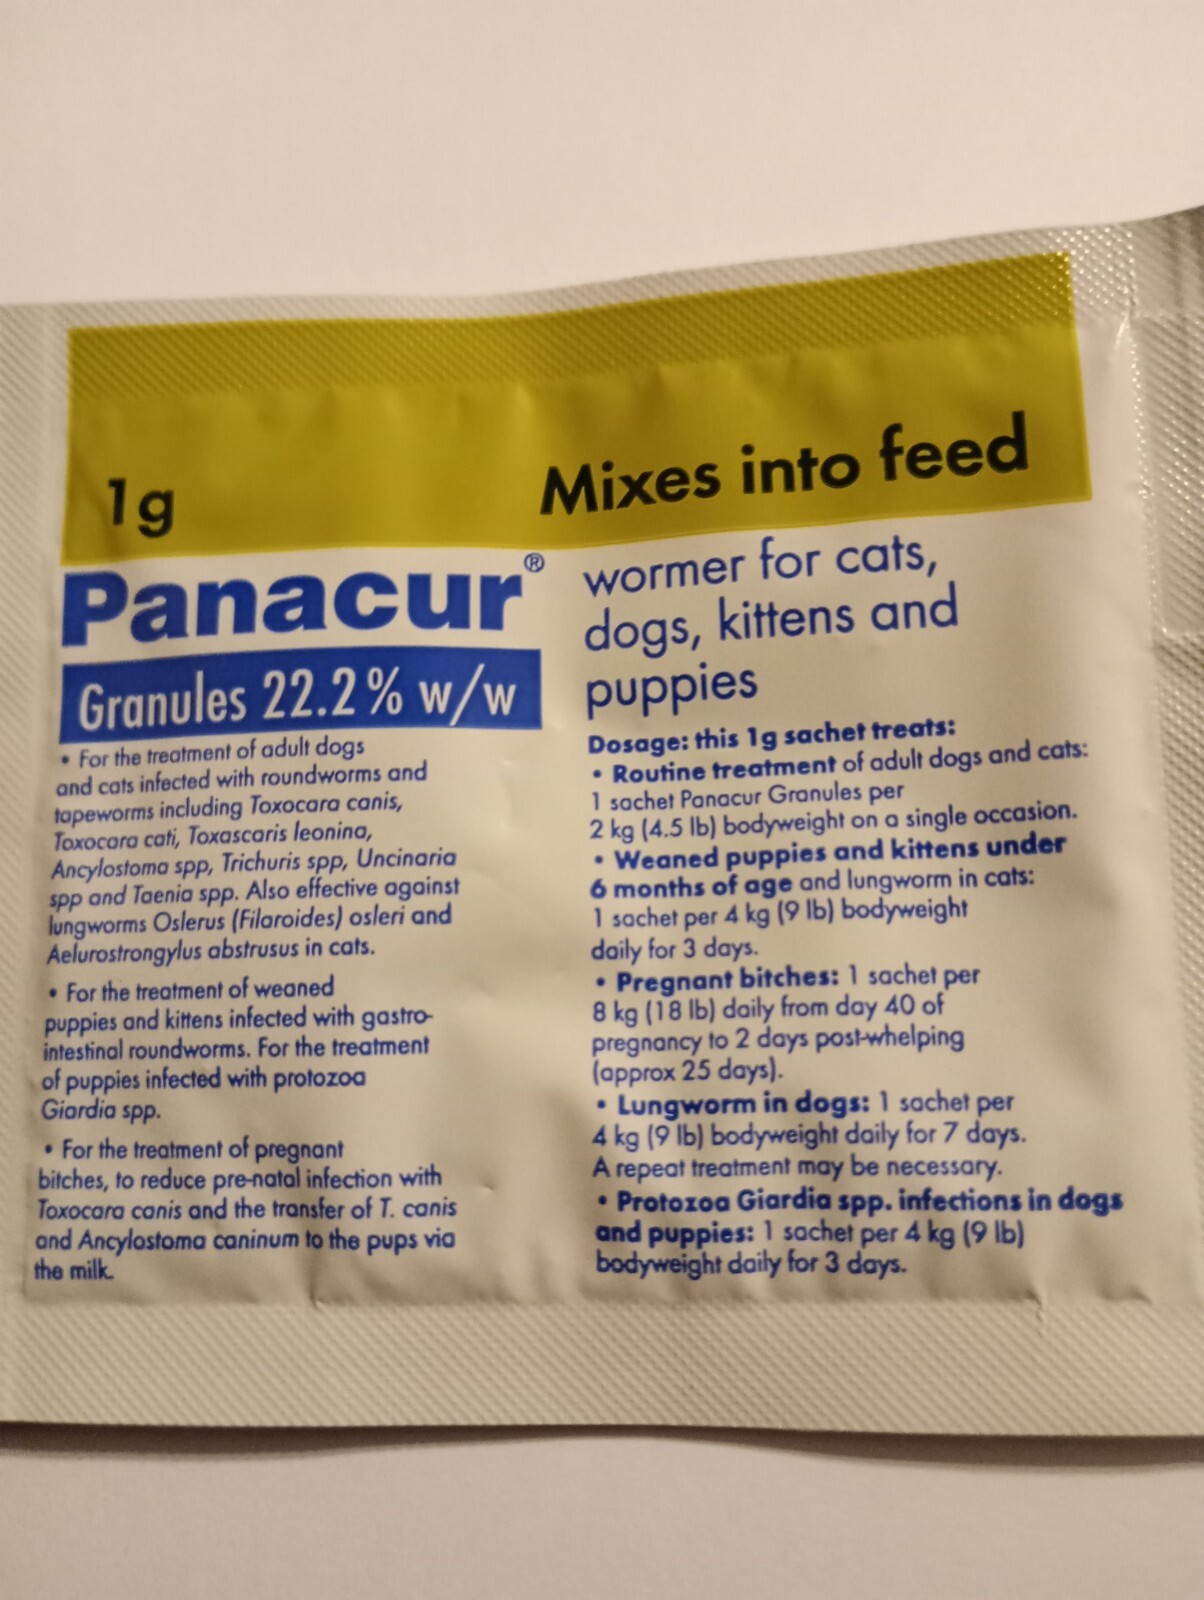 1g
Mixes into feed
Panacur®
Granules 22.2% w/w
• For the treatment of adult dogs
and cats infected with roundworms and
tapeworms including Toxocara canis,
Toxocara cati, Toxascaris leonina,
Ancylostoma spp, Trichuris spp, Uncinaria
spp and Taenia spp. Also effective against
lungworms Oslerus (Filaroides) osleri and
Aelurostrongylus abstrusus in cats.
• For the treatment of weaned
puppies and kittens infected with gastro-
intestinal roundworms. For the treatment
of puppies infected with protozoa
Giardia spp.
• For the treatment of pregnant
bitches, to reduce pre-natal infection with
Toxocara canis and the transfer of T. canis
and Ancylostoma caninum to the pups via
the milk.
wormer for cats,
dogs, kittens and
puppies
Dosage: this 1g sachet treats:
• Routine treatment of adult dogs and cats:
1 sachet Panacur Granules per
2 kg (4.5 lb) bodyweight on a single occasion.
• Weaned puppies and kittens under
6 months of age and lungworm in cats:
1 sachet per 4 kg (9 lb) bodyweight
daily for 3 days.
• Pregnant bitches: 1 sachet per
8 kg (18 lb) daily from day 40 of
pregnancy to 2 days post-whelping
(approx 25 days).
• Lungworm in dogs: 1 sachet per
4 kg (9 lb) bodyweight daily for 7 days.
A repeat treatment may be necessary.
• Protozoa Giardia spp. infections in dogs
and puppies: 1 sachet per 4 kg (9 lb)
bodyweight daily for 3 days.